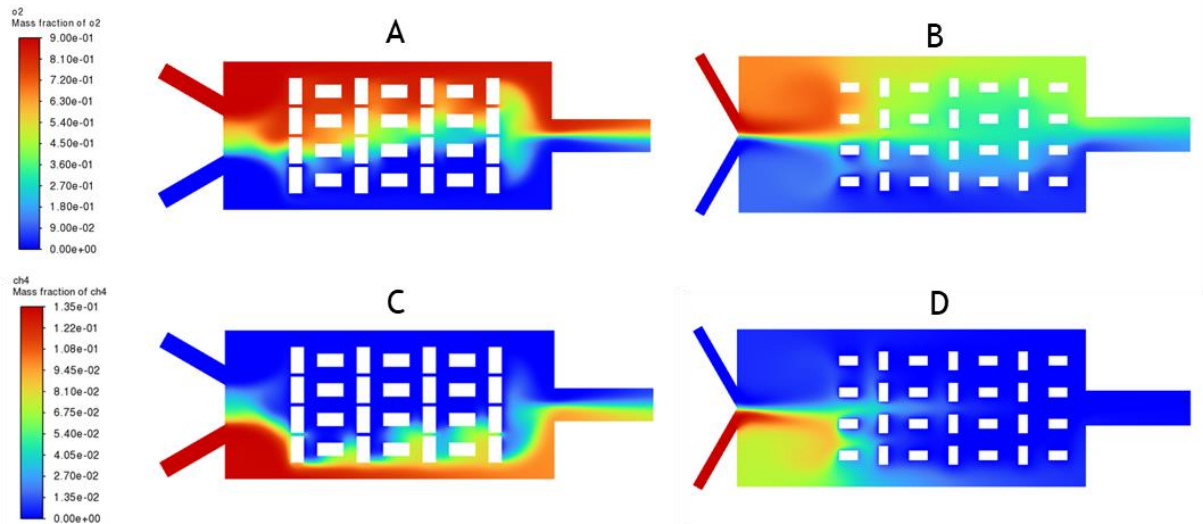 o2
Mass fraction of o2
9.00e-01
8.10e-01
7.20e-01
6.30e-01
5.40e-01
4.50e-01
3.60e-01
2.70e-01
1.80e-01
9.00e-02
0.00e+00
A
B
ch4
Mass fraction of ch4
1.35e-01
1.22e-01
1.08e-01
9.45e-02
8.10e-02
6.75e-02
5.40e-02
4.05e-02
2.70e-02
1.35e-02
0.00e+00
C
D